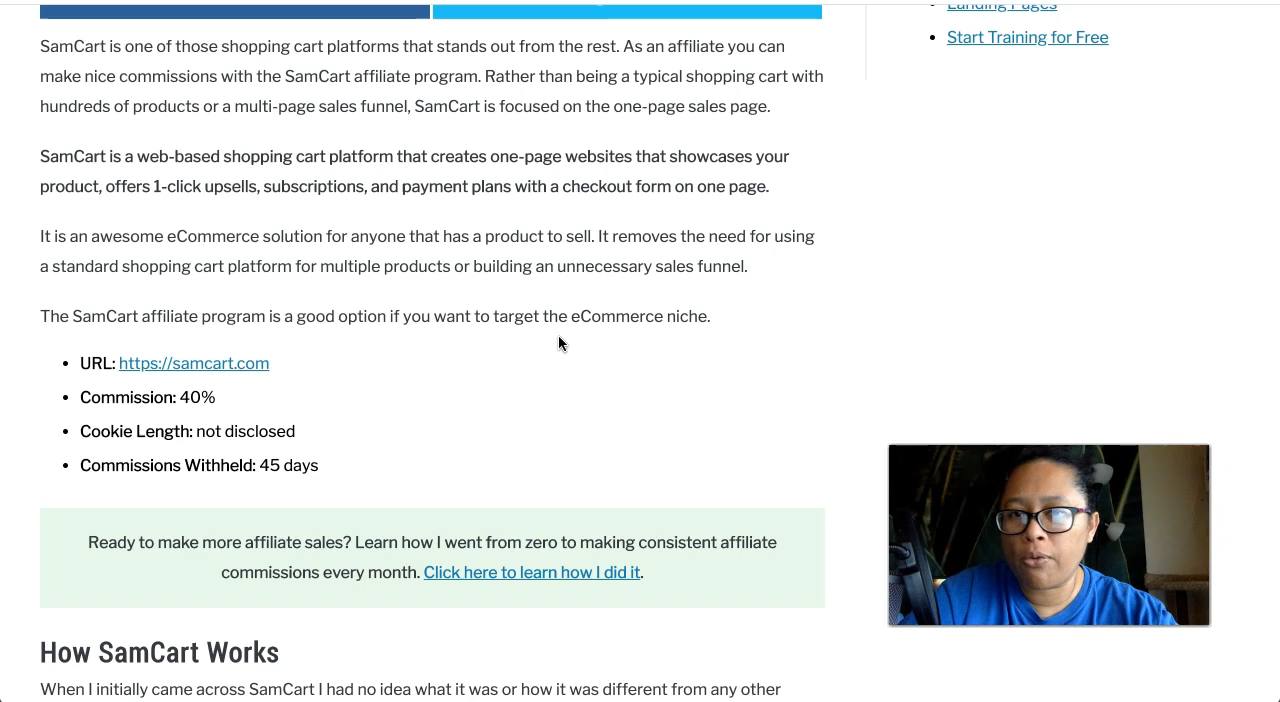 Landing Pages
Start Training for Free
SamCart is one of those shopping cart platforms that stands out from the rest. As an affiliate you can
make nice commissions with the SamCart affiliate program. Rather than being a typical shopping cart with
hundreds of products or a multi-page sales funnel, SamCart is focused on the one-page sales page.
SamCart is a web-based shopping cart platform that creates one-page websites that showcases your
product, offers 1-click upsells, subscriptions, and payment plans with a checkout form on one page.
It is an awesome eCommerce solution for anyone that has a product to sell. It removes the need for using
a standard shopping cart platform for multiple products or building an unnecessary sales funnel.
The SamCart affiliate program is a good option if you want to target the eCommerce niche.
URL: https://samcart.com
Commission: 40%
Cookie Length: not disclosed
Commissions Withheld: 45 days
Ready to make more affiliate sales? Learn how I went from zero to making consistent affiliate
commissions every month. Click here to learn how I did it.
How SamCart Works
When I initially came across SamCart I had no idea what it was or how it was different from any other